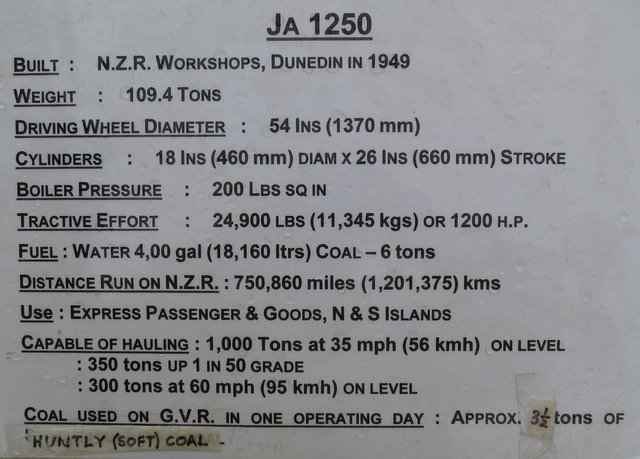 JA 1250
BUILT : N.Z.R. WORKSHOPS, DUNEDIN IN 1949
WEIGHT : 109.4 TONS
DRIVING WHEEL DIAMETER : 54 INS (1370 mm)
CYLINDERS : 18 INS (460 mm) DIAM X 26 INS (660 mm) STROKE
BOILER PRESSURE : 200 LBS SQ IN
TRACTIVE EFFORT : 24,900 LBS (11,345 kgs) OR 1200 H.P.
FUEL : WATER 4,00 gal (18,160 ltrs) COAL – 6 tons
DISTANCE RUN ON N.Z.R. : 750,860 miles (1,201,375) kms
USE : EXPRESS PASSENGER & GOODS, N & S ISLANDS
CAPABLE OF HAULING : 1,000 Tons at 35 mph (56 kmh) ON LEVEL
: 350 tons UP 1 IN 50 GRADE
: 300 tons at 60 mph (95 kmh) ON LEVEL
COAL USED ON G.V.R. IN ONE OPERATING DAY : APPROX. 3½ tons OF
HUNTLY (SOFT) COAL -